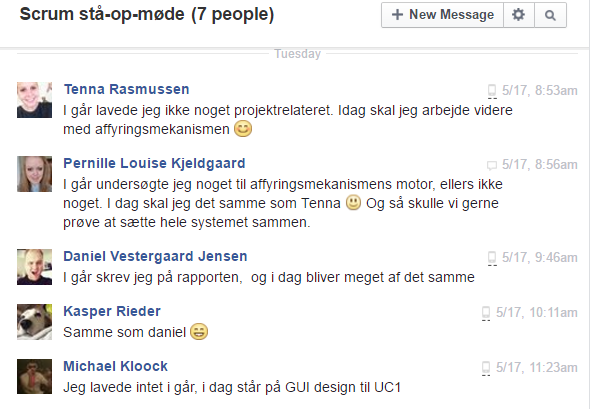 Scrum stå-op-møde (7 people)
+ New Message
Tuesday
Tenna Rasmussen
5/17, 8:53am
I går lavede jeg ikke noget projektrelateret. Idag skal jeg arbejde videre
med affyringsmekanismen
Pernille Louise Kjeldgaard
5/17, 8:56am
I går undersøgte jeg noget til affyringsmekanismens motor, ellers ikke
noget. I dag skal jeg det samme som Tenna Og så skulle vi gerne
prøve at sætte hele systemet sammen.
Daniel Vestergaard Jensen
5/17, 9:46am
I går skrev jeg på rapporten, og i dag bliver meget af det samme
Kasper Rieder
5/17, 10:11am
Samme som daniel
Michael Kloock
5/17, 11:23am
Jeg lavede intet i går, i dag står på GUI design til UC1